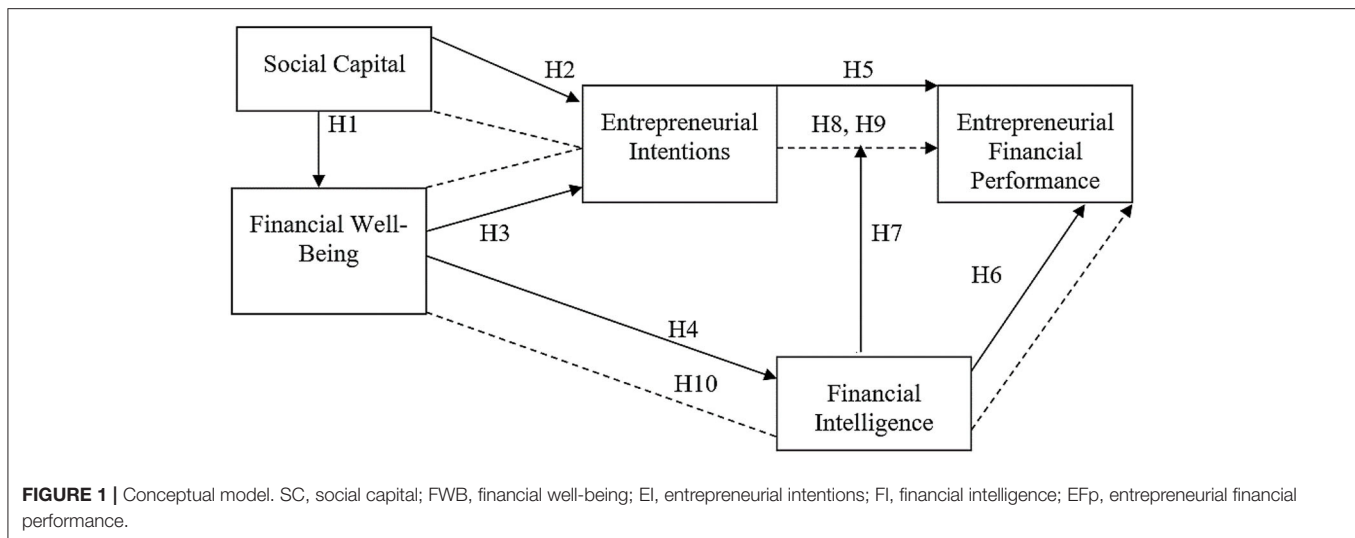 Social Capital
H2
H5
H1
Entrepreneurial
Intentions
H8, H9
Entrepreneurial
Financial
Performance
Financial Well-
Being
H3
H7
H6
H4
H10
Financial
Intelligence
FIGURE 1 | Conceptual model. SC, social capital; FWB, financial well-being; EI, entrepreneurial intentions; FI, financial intelligence; EFp, entrepreneurial financial
performance.